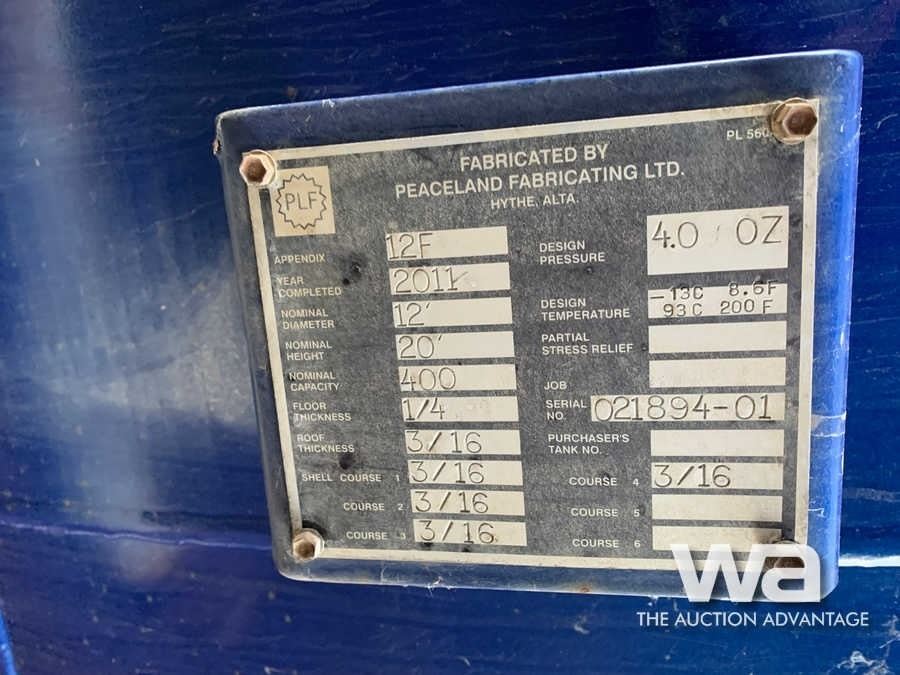 PL 560
FABRICATED BY
PEACELAND FABRICATING LTD.
HYTHE, ALTA.
PLF
APPENDIX 12F
YEAR COMPLETED 2011
NOMINAL DIAMETER 12'
NOMINAL HEIGHT 20'
NOMINAL CAPACITY 400
FLOOR THICKNESS 1/4
ROOF THICKNESS 3/16
SHELL COURSE 1 3/16
COURSE 2 3/16
COURSE 3 3/16
DESIGN PRESSURE 4.0 OZ
DESIGN TEMPERATURE -13C 8.6F
93C 200F
PARTIAL STRESS RELIEF
JOB
SERIAL NO. 021894-01
PURCHASER'S TANK NO.
COURSE 4 3/16
COURSE 5
COURSE 6
wa
THE AUCTION ADVANTAGE